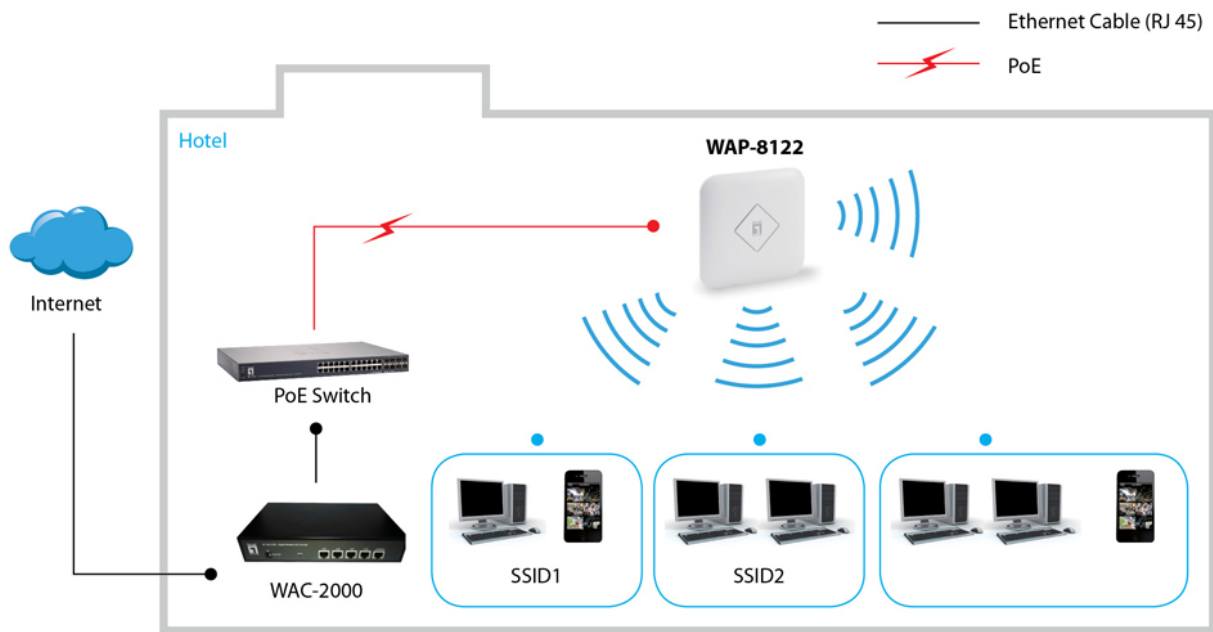 Ethernet Cable (RJ 45)
PoE
Hotel
WAP-8122
Internet
PoE Switch
WAC-2000
SSID1
SSID2